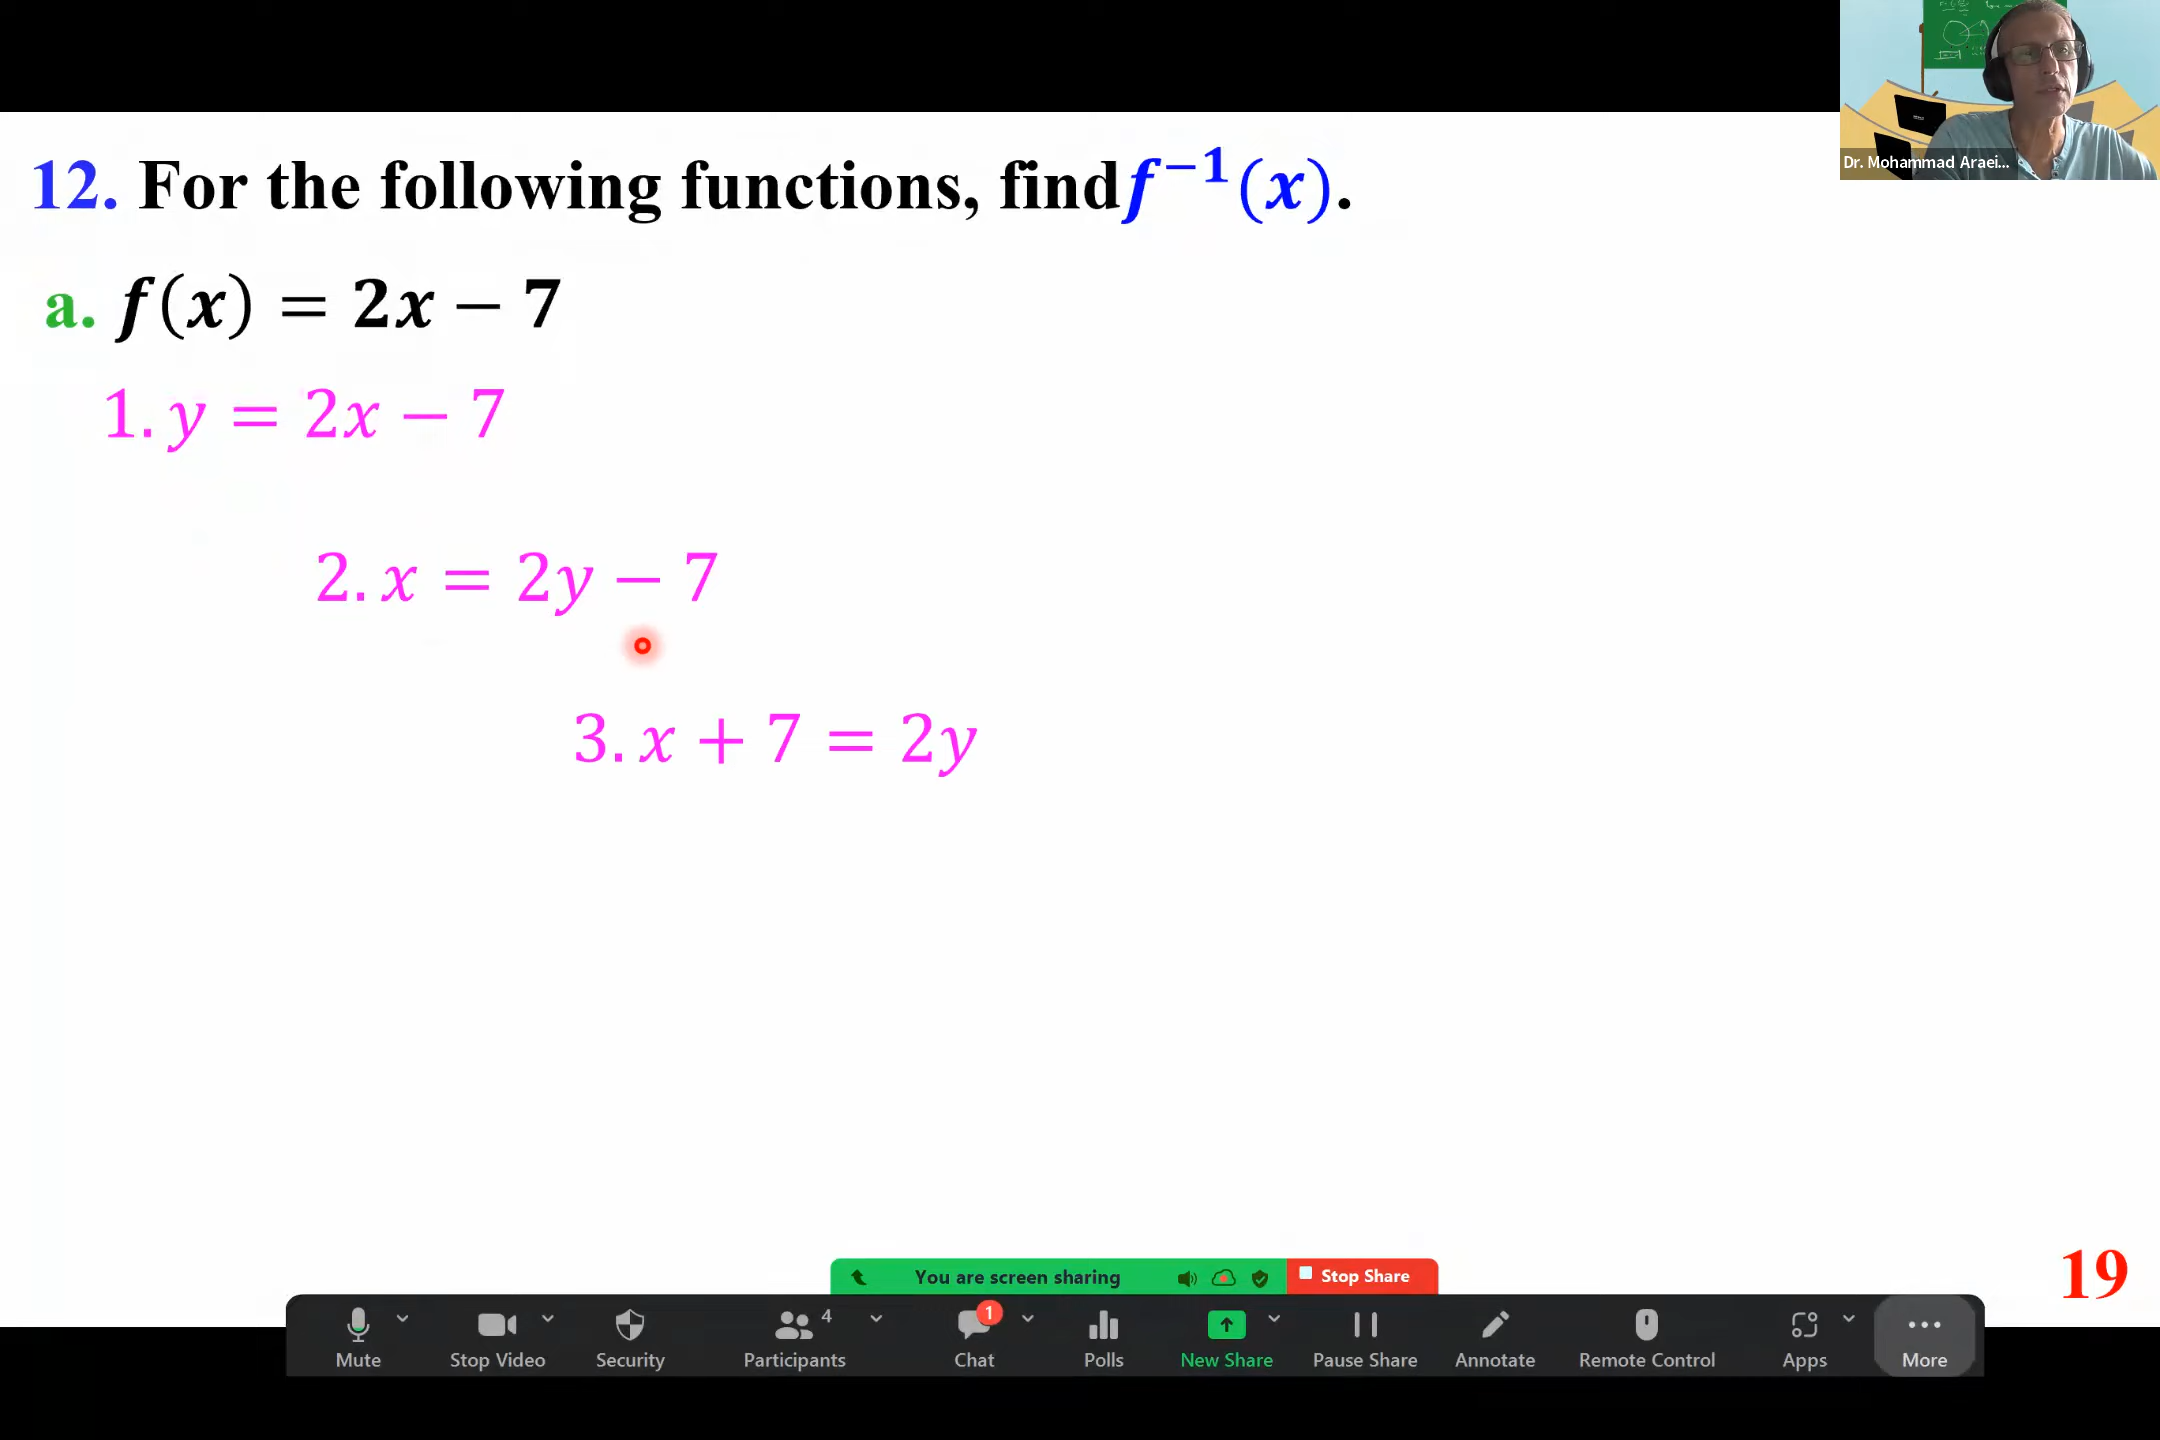 Dr. Mohammad Araei...
12. For the following functions, find f⁻¹(x).
a. f(x) = 2x − 7
1. y = 2x − 7
2. x = 2y − 7
3. x + 7 = 2y
19
You are screen sharing Stop Share
Mute Stop Video Security Participants 4 Chat 1 Polls New Share Pause Share Annotate Remote Control Apps More